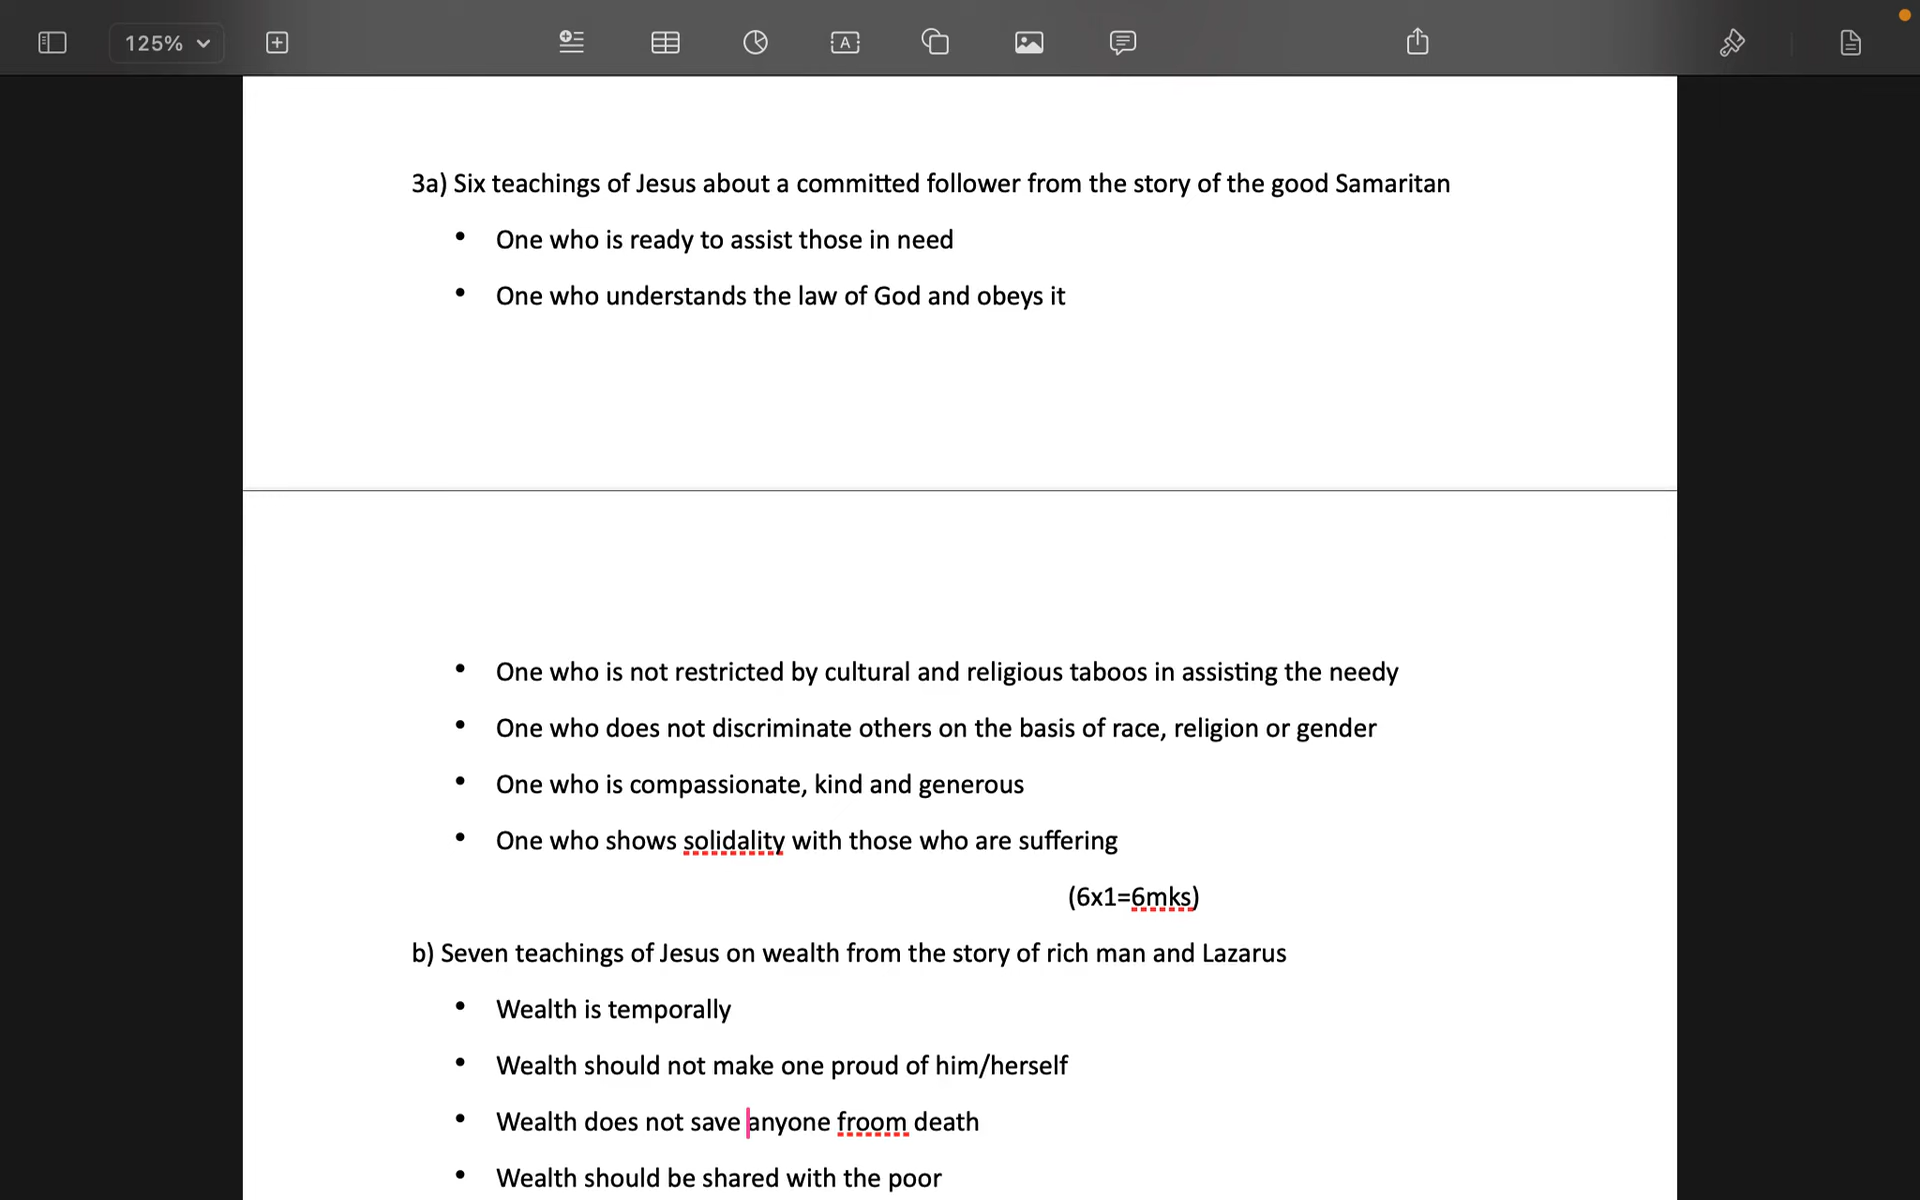 125%
3a) Six teachings of Jesus about a committed follower from the story of the good Samaritan
• One who is ready to assist those in need
• One who understands the law of God and obeys it
• One who is not restricted by cultural and religious taboos in assisting the needy
• One who does not discriminate others on the basis of race, religion or gender
• One who is compassionate, kind and generous
• One who shows solidality with those who are suffering
(6x1=6mks)
b) Seven teachings of Jesus on wealth from the story of rich man and Lazarus
• Wealth is temporally
• Wealth should not make one proud of him/herself
• Wealth does not save anyone froom death
• Wealth should be shared with the poor